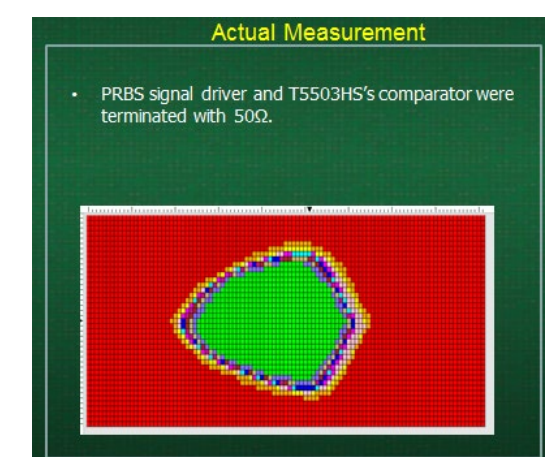 Actual Measurement
• PRBS signal driver and T5503HS's comparator were
terminated with 50Ω.